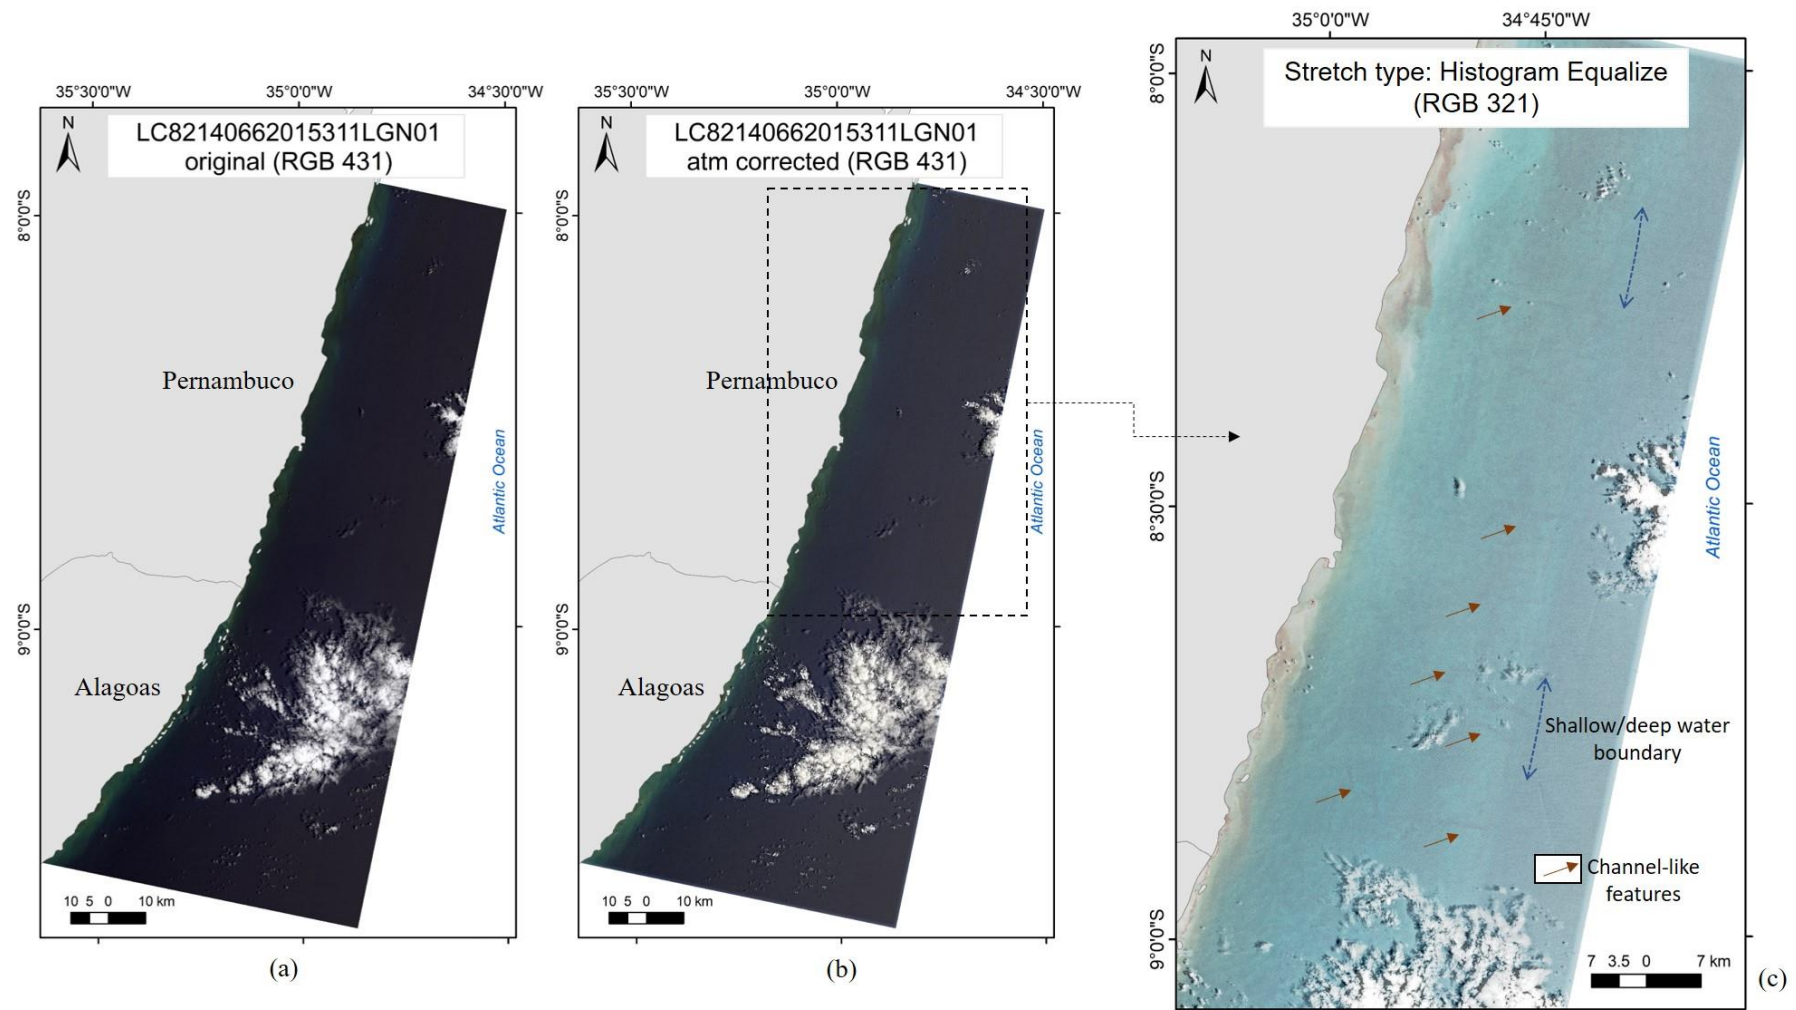 35°30'0"W
35°0'0"W
34°30'0"W
8°0'0"S
9°0'0"S
N
LC82140662015311LGN01
original (RGB 431)
Pernambuco
Alagoas
Atlantic Ocean
10 5 0 10 km
(a)
35°30'0"W
35°0'0"W
34°30'0"W
8°0'0"S
9°0'0"S
N
LC82140662015311LGN01
atm corrected (RGB 431)
Pernambuco
Alagoas
Atlantic Ocean
10 5 0 10 km
(b)
35°0'0"W
34°45'0"W
8°0'0"S
8°30'0"S
9°0'0"S
N
Stretch type: Histogram Equalize
(RGB 321)
Atlantic Ocean
Shallow/deep water
boundary
Channel-like
features
7 3.5 0 7 km
(c)